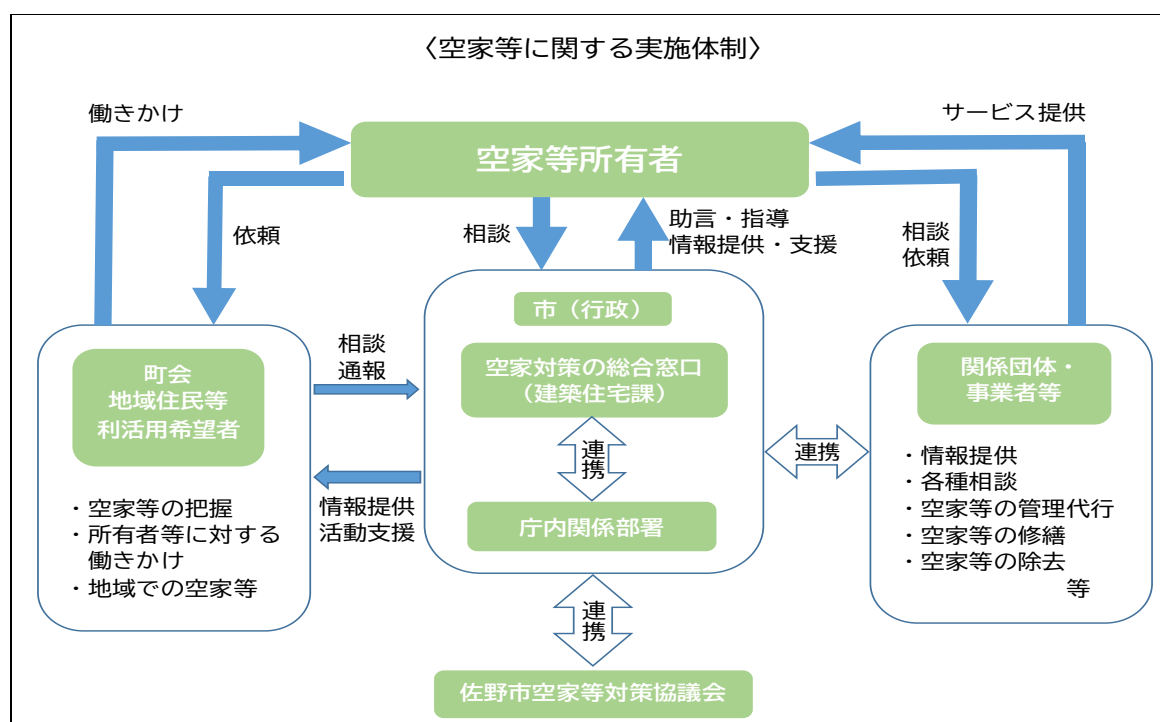 〈空家等に関する実施体制〉
働きかけ
サービス提供
空家等所有者
依頼
相談
助言・指導
情報提供・支援
相談
依頼
市（行政）
空家対策の総合窓口
（建築住宅課）
連携
庁内関係部署
町会
地域住民等
利活用希望者
・空家等の把握
・所有者等に対する
働きかけ
・地域での空家等
相談
通報
情報提供
活動支援
連携
関係団体・
事業者等
・情報提供
・各種相談
・空家等の管理代行
・空家等の修繕
・空家等の除去
等
連携
佐野市空家等対策協議会